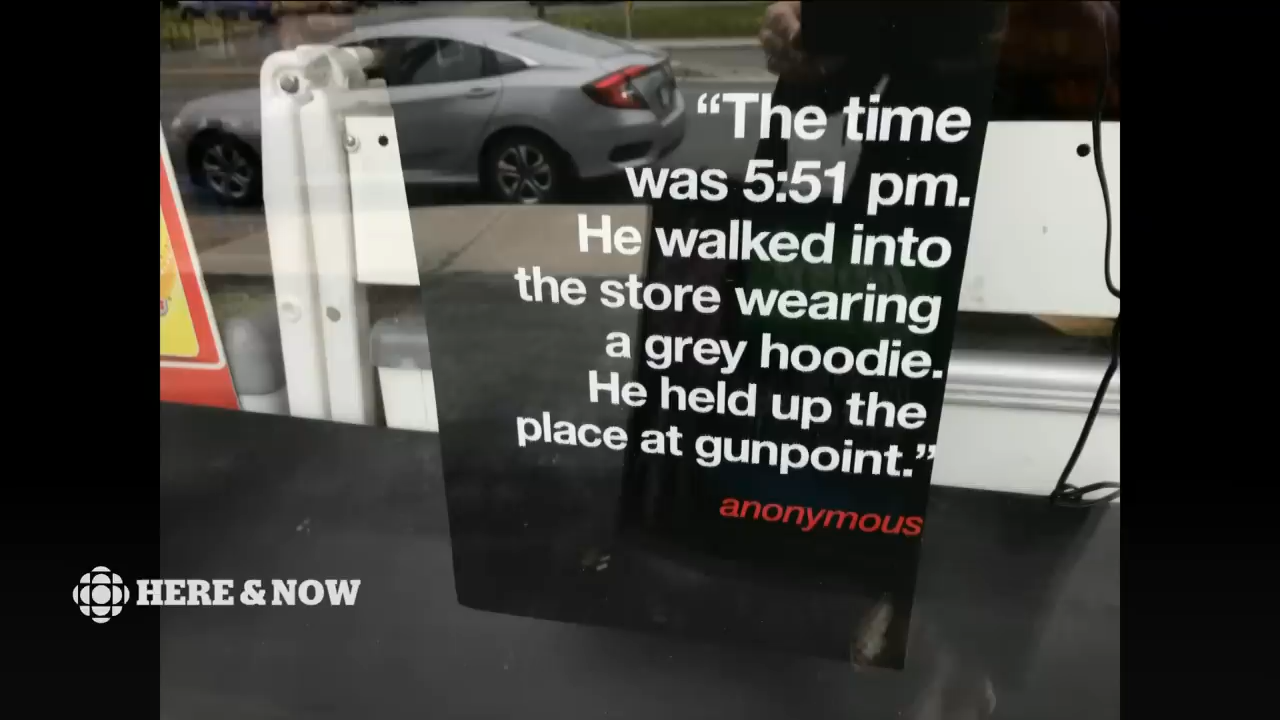 “The time
was 5:51 pm.
He walked into
the store wearing
a grey hoodie.
He held up the
place at gunpoint.”
anonymous
HERE & NOW